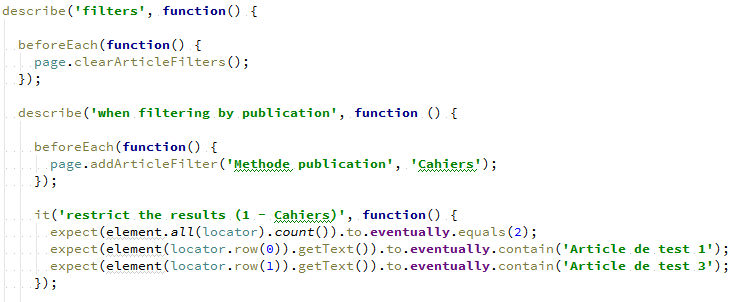 describe('filters', function() {
beforeEach(function() {
page.clearArticleFilters();
});
describe('when filtering by publication', function () {
beforeEach(function() {
page.addArticleFilter('Methode publication', 'Cahiers');
});
it('restrict the results (1 - Cahiers)', function() {
expect(element.all(locator).count()).to.eventually.equals(2);
expect(element(locator.row(0)).getText()).to.eventually.contain('Article de test 1');
expect(element(locator.row(1)).getText()).to.eventually.contain('Article de test 3');
});